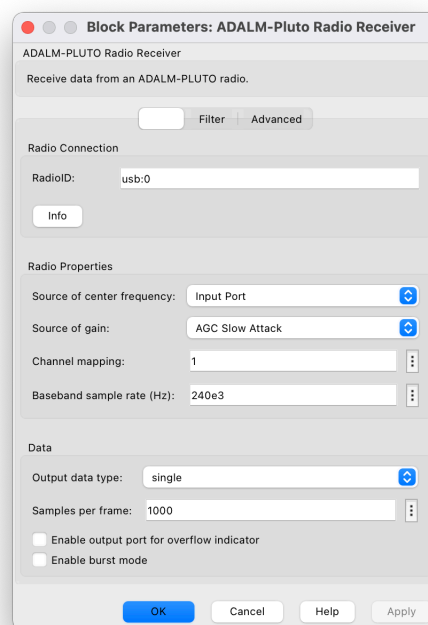 Block Parameters: ADALM-Pluto Radio Receiver
ADALM-PLUTO Radio Receiver
Receive data from an ADALM-PLUTO radio.
Filter Advanced
Radio Connection
RadioID: usb:0
Info
Radio Properties
Source of center frequency: Input Port
Source of gain: AGC Slow Attack
Channel mapping: 1
Baseband sample rate (Hz): 240e3
Data
Output data type: single
Samples per frame: 1000
Enable output port for overflow indicator
Enable burst mode
OK Cancel Help Apply